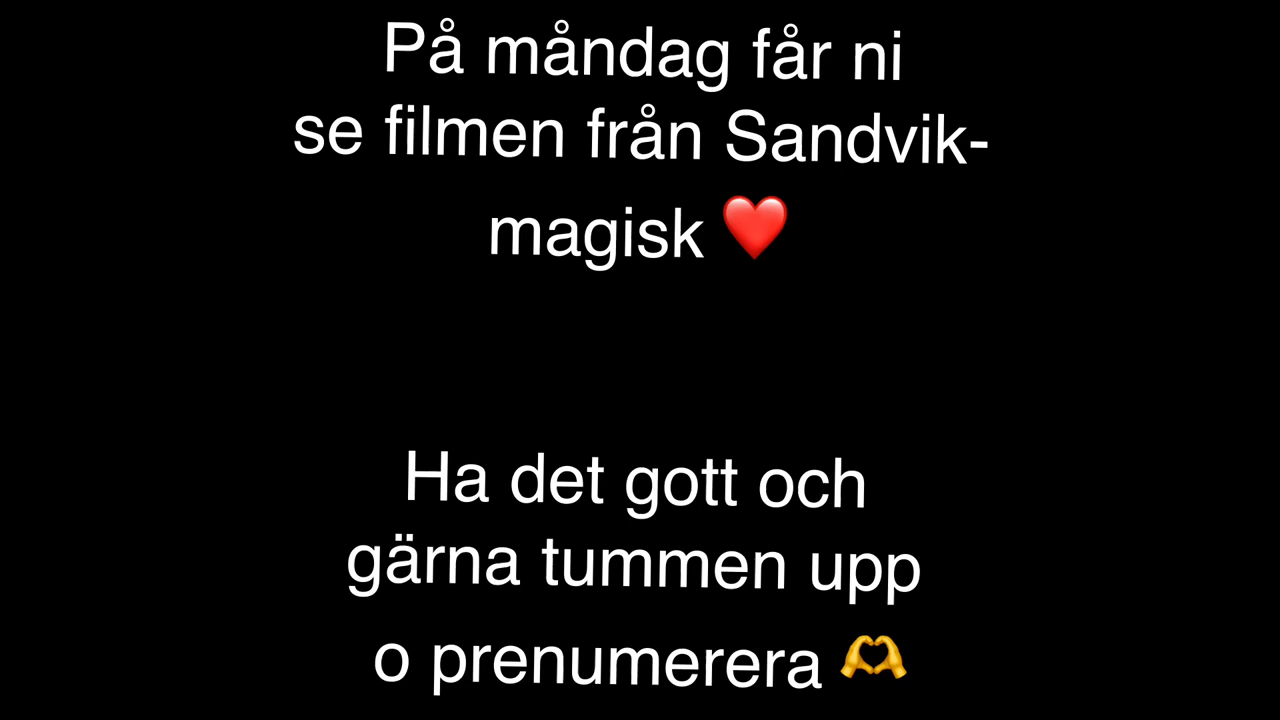 På måndag får ni
se filmen från Sandvik-
magisk ❤️
Ha det gott och
gärna tummen upp
o prenumerera 🫶